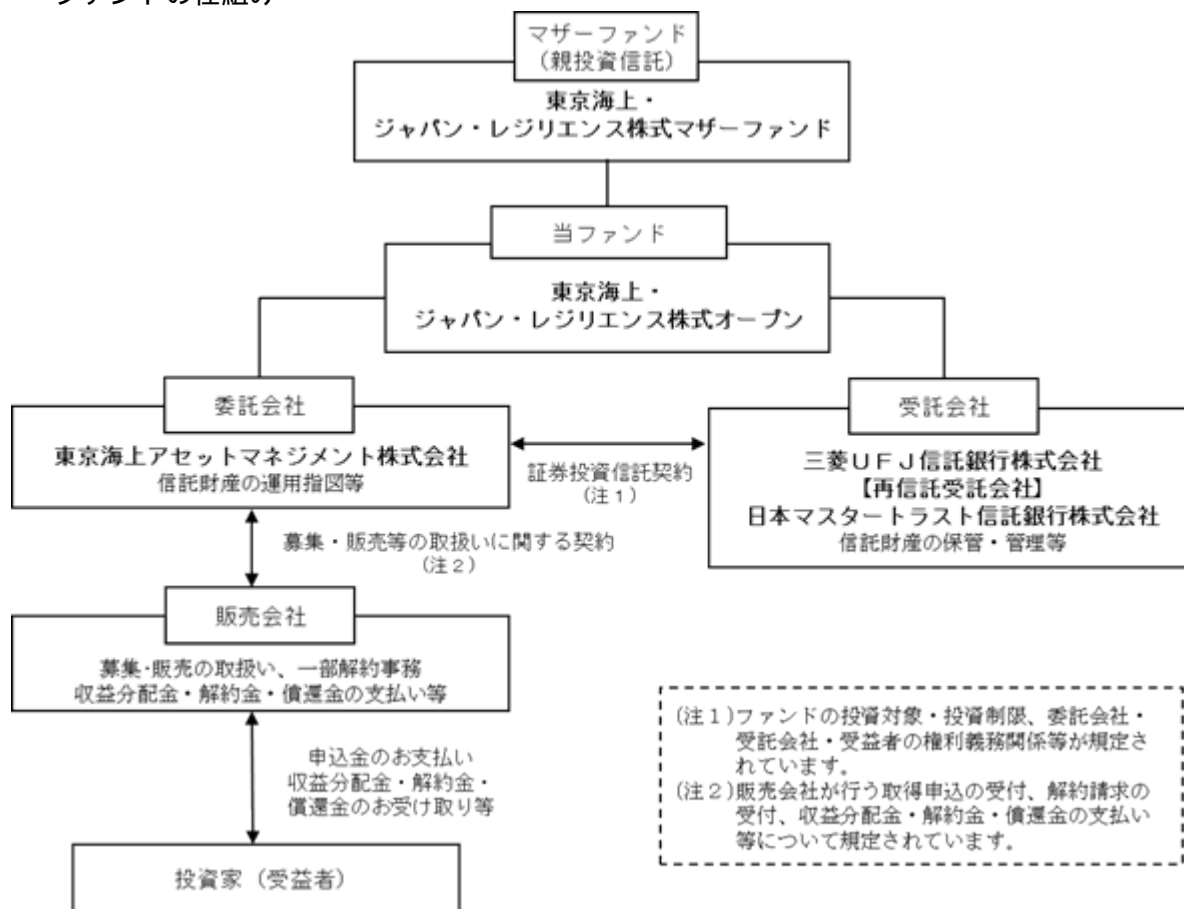 ファンドの仕組み
マザーファンド
(親投資信託)
東京海上・
ジャパン・レジリエンス株式マザーファンド
当ファンド
東京海上・
ジャパン・レジリエンス株式オープン
委託会社
東京海上アセットマネジメント株式会社
信託財産の運用指図等
証券投資信託契約
(注1)
受託会社
三菱UFJ信託銀行株式会社
【再信託受託会社】
日本マスタートラスト信託銀行株式会社
信託財産の保管・管理等
募集・販売等の取扱いに関する契約
(注2)
販売会社
募集・販売の取扱い、一部解約事務
収益分配金・解約金・償還金の支払い等
申込金のお支払い
収益分配金・解約金・
償還金のお受け取り等
投資家(受益者)
(注1)ファンドの投資対象・投資制限、委託会社・
受託会社・受益者の権利義務関係等が規定さ
れています。
(注2)販売会社が行う取得申込の受付、解約請求の
受付、収益分配金・解約金・償還金の支払い
等について規定されています。